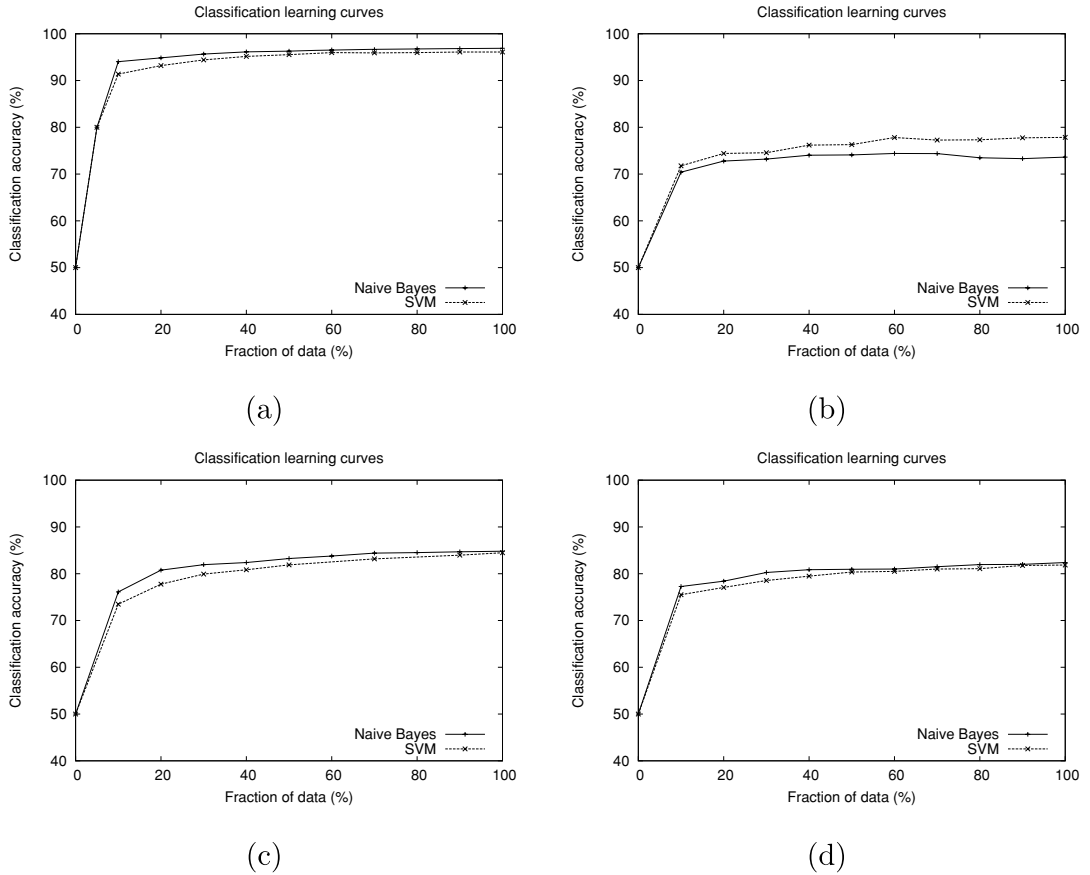 Classification learning curves
100
90
80
70
60
50
40
Classification accuracy (%)
Naive Bayes
SVM
0 20 40 60 80 100
Fraction of data (%)
(a)
Classification learning curves
100
90
80
70
60
50
40
Classification accuracy (%)
Naive Bayes
SVM
0 20 40 60 80 100
Fraction of data (%)
(b)
Classification learning curves
100
90
80
70
60
50
40
Classification accuracy (%)
Naive Bayes
SVM
0 20 40 60 80 100
Fraction of data (%)
(c)
Classification learning curves
100
90
80
70
60
50
40
Classification accuracy (%)
Naive Bayes
SVM
0 20 40 60 80 100
Fraction of data (%)
(d)